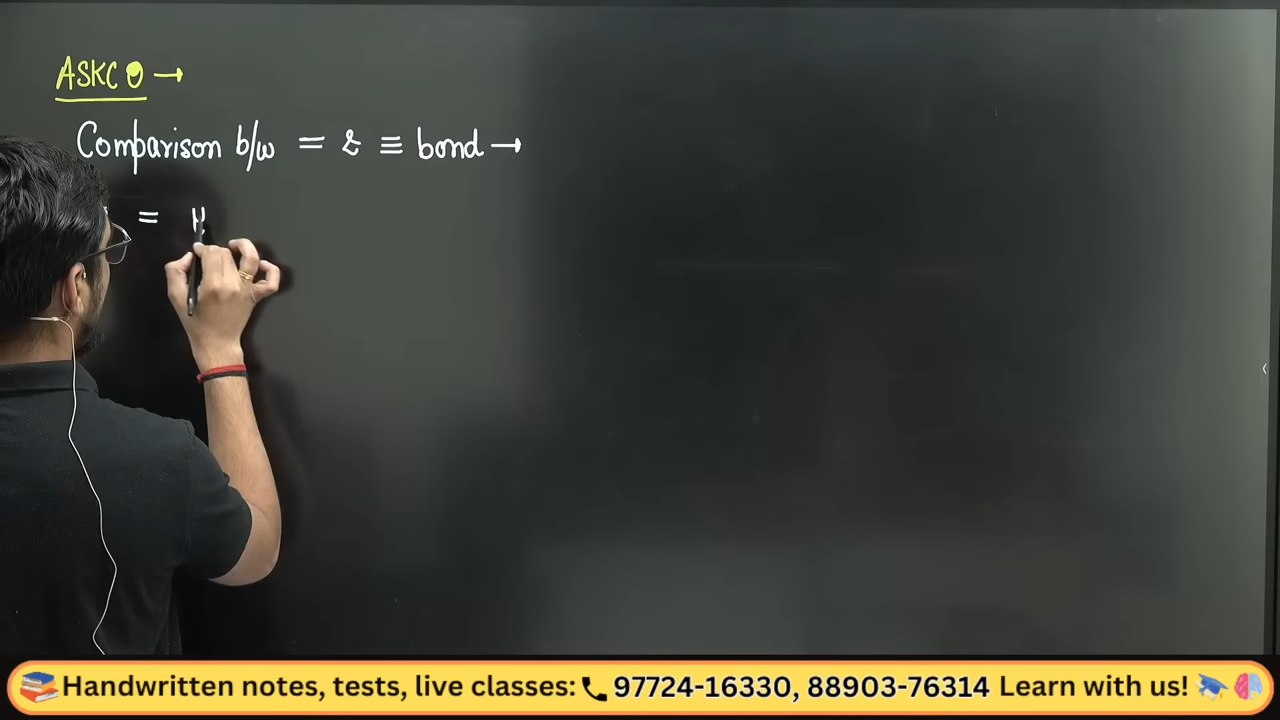 ASKC →
Comparison b/w = & ≡ bond →
=
Handwritten notes, tests, live classes: 97724-16330, 88903-76314 Learn with us!